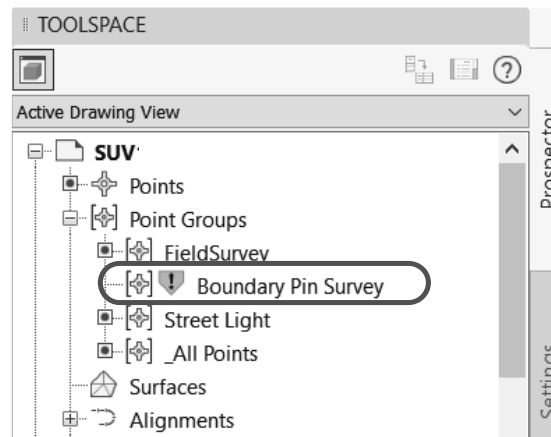 TOOLSPACE
Active Drawing View
SUV
Points
Point Groups
FieldSurvey
Boundary Pin Survey
Street Light
_All Points
Surfaces
Alignments
Prospector
Settings